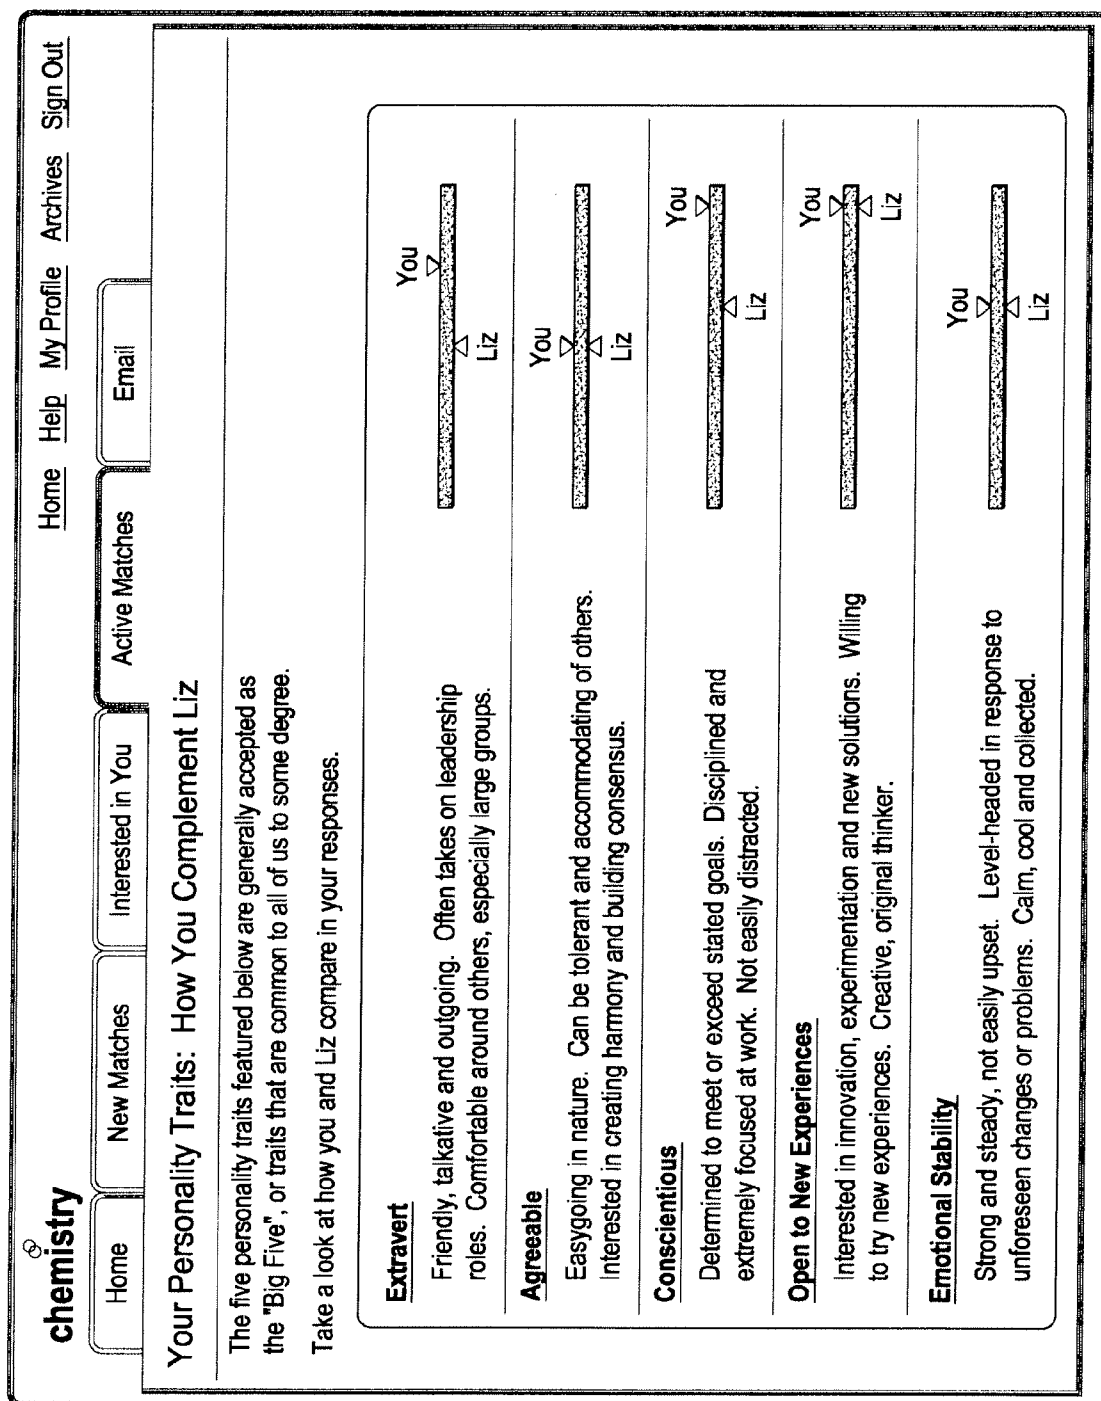 chemistry
Home Help My Profile Archives Sign Out
Home
New Matches
Interested in You
Active Matches
Email
Your Personality Traits: How You Complement Liz
The five personality traits featured below are generally accepted as
the "Big Five", or traits that are common to all of us to some degree.
Take a look at how you and Liz compare in your responses.
Extravert
Friendly, talkative and outgoing. Often takes on leadership
roles. Comfortable around others, especially large groups.
You
Liz
Agreeable
Easygoing in nature. Can be tolerant and accommodating of others.
Interested in creating harmony and building consensus.
You
Liz
Conscientious
Determined to meet or exceed stated goals. Disciplined and
extremely focused at work. Not easily distracted.
You
Liz
Open to New Experiences
Interested in innovation, experimentation and new solutions. Willing
to try new experiences. Creative, original thinker.
You
Liz
Emotional Stability
Strong and steady, not easily upset. Level-headed in response to
unforeseen changes or problems. Calm, cool and collected.
You
Liz